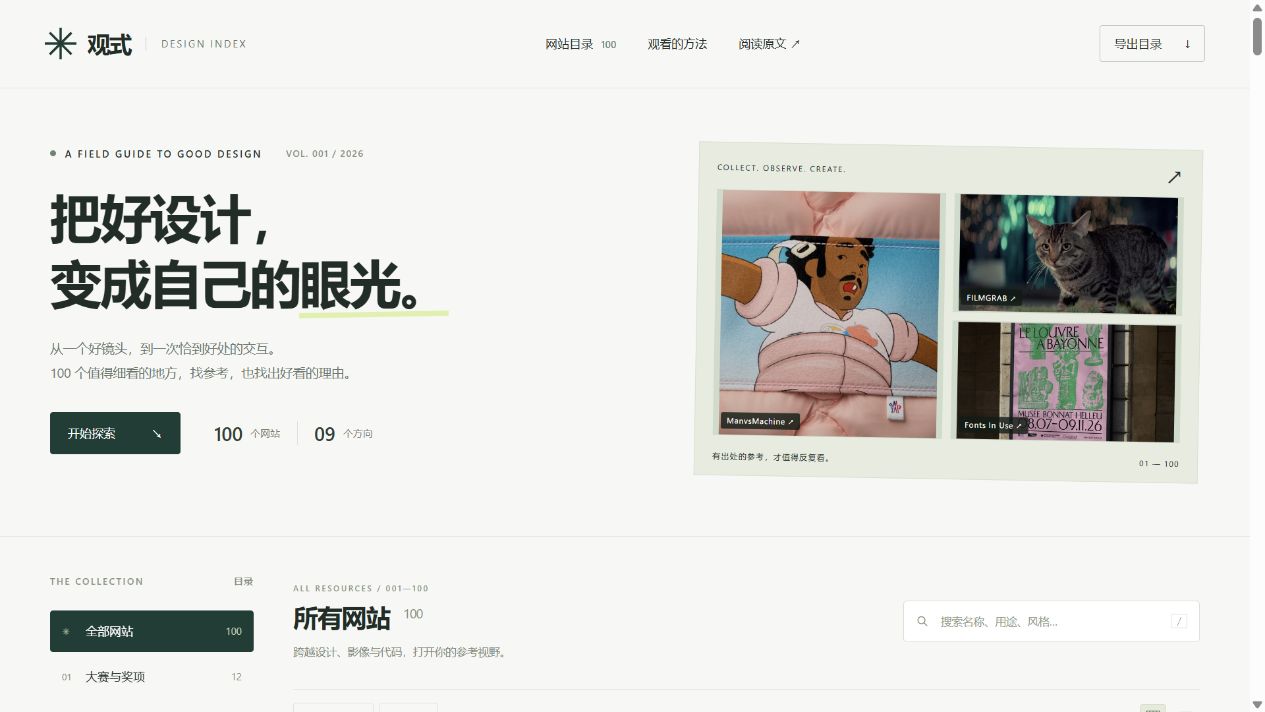 观式
DESIGN INDEX
网站目录 100
观看的方法
阅读原文 ↗
导出目录 ↓
A FIELD GUIDE TO GOOD DESIGN
VOL. 001 / 2026
把好设计，
变成自己的眼光。
从一个好镜头，到一次恰到好处的交互。
100 个值得细看的地方，找参考，也找出好看的理由。
开始探索 ↘
100 个网站
09 个方向
COLLECT. OBSERVE. CREATE.
↗
ManvsMachine ↗
FILMGRAB ↗
LE LOUVRE
À BAYONNE
MUSÉE BONNAT HELLEU
08.07–09.11.26
Fonts In Use ↗
有出处的参考，才值得反复看。
01 — 100
THE COLLECTION
目录
全部网站 100
01 大赛与奖项 12
ALL RESOURCES / 001—100
所有网站 100
跨越设计、影像与代码，打开你的参考视野。
搜索名称、用途、风格...
/